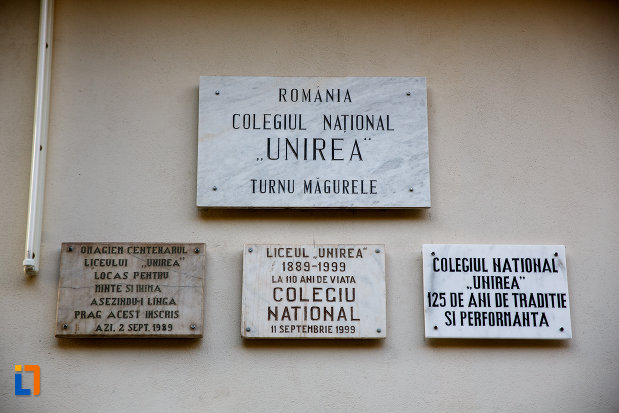 ROMÂNIA
COLEGIUL NAȚIONAL
„UNIREA”
TURNU MĂGURELE
OMAGIEM CENTENARUL
LICEULUI „UNIREA”
LOCAS PENTRU
MINTE SI INIMA
ASEZINDU-I LINGA
PRAG ACEST INSCRIS
AZI, 2 SEPT. 1989
LICEUL „UNIREA”
1889-1999
LA 110 ANI DE VIATA
COLEGIU
NATIONAL
11 SEPTEMBRIE 1999
COLEGIUL NATIONAL
„UNIREA”
125 DE ANI DE TRADITIE
SI PERFORMANTA